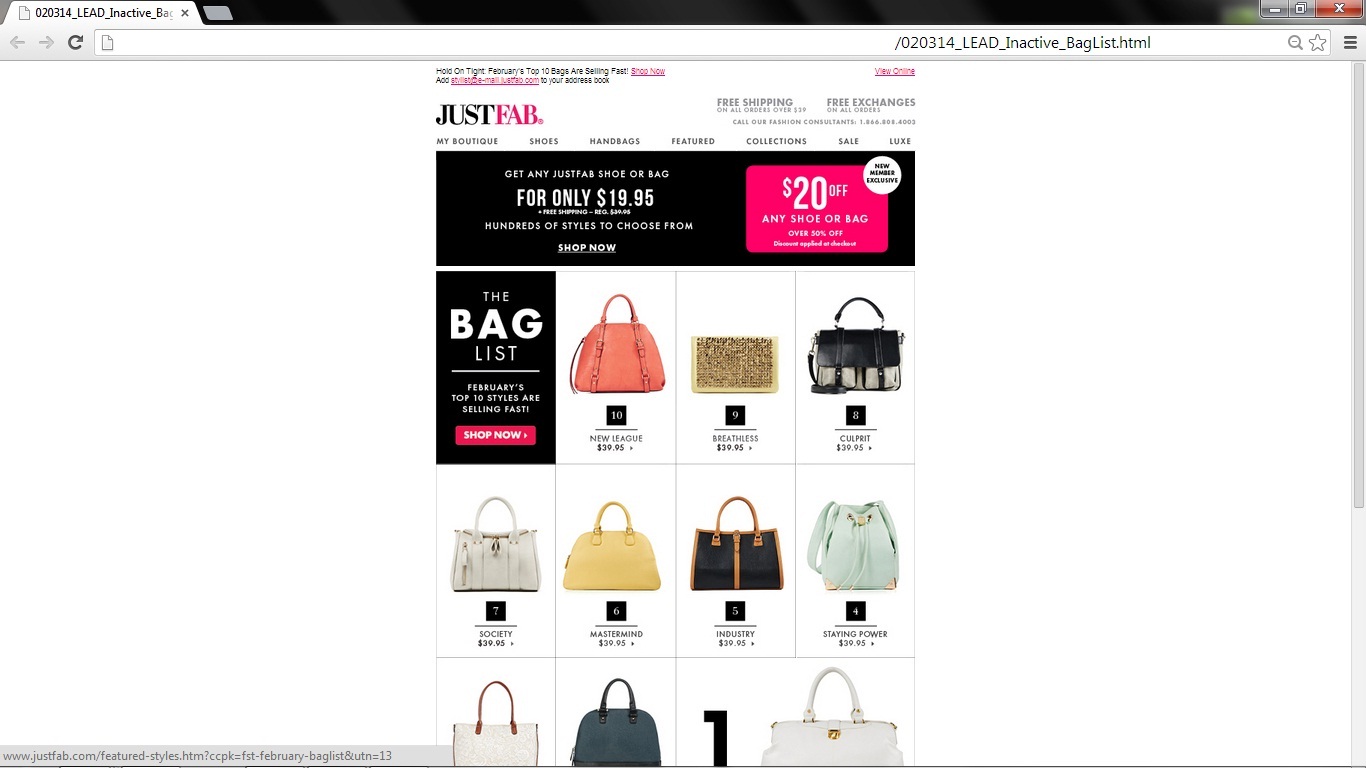 020314_LEAD_Inactive_Bag
/020314_LEAD_Inactive_BagList.html
Hold On Tight: February's Top 10 Bags Are Selling Fast! Shop Now
View Online
Add stylist@e-mail.justfab.com to your address book
JUSTFAB®
FREE SHIPPING
ON ALL ORDERS OVER $39
FREE EXCHANGES
ON ALL ORDERS
CALL OUR FASHION CONSULTANTS: 1.866.808.4003
MY BOUTIQUE SHOES HANDBAGS FEATURED COLLECTIONS SALE LUXE
GET ANY JUSTFAB SHOE OR BAG
FOR ONLY $19.95
+ FREE SHIPPING – REG. $39.95
HUNDREDS OF STYLES TO CHOOSE FROM
SHOP NOW
NEW
MEMBER
EXCLUSIVE
$20 OFF
ANY SHOE OR BAG
OVER 50% OFF
Discount applied at checkout
THE
BAG
LIST
FEBRUARY'S
TOP 10 STYLES ARE
SELLING FAST!
SHOP NOW ›
10
NEW LEAGUE
$39.95
9
BREATHLESS
$39.95
8
CULPRIT
$39.95
7
SOCIETY
$39.95
6
MASTERMIND
$39.95
5
INDUSTRY
$39.95
4
STAYING POWER
$39.95
1
www.justfab.com/featured-styles.htm?ccpk=fst-february-baglist&utn=13